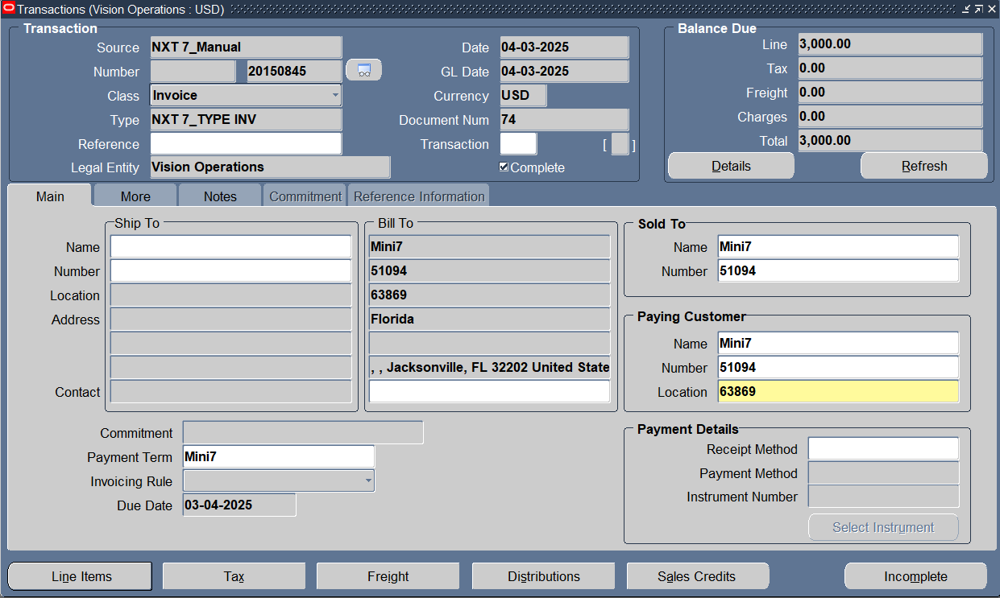 Transactions (Vision Operations : USD)
Transaction
Source NXT 7_Manual
Number 20150845
Class Invoice
Type NXT 7_TYPE INV
Reference
Legal Entity Vision Operations
Date 04-03-2025
GL Date 04-03-2025
Currency USD
Document Num 74
Transaction [ ]
Complete
Balance Due
Line 3,000.00
Tax 0.00
Freight 0.00
Charges 0.00
Total 3,000.00
Details Refresh
Main More Notes Commitment Reference Information
Ship To
Name
Number
Location
Address
Contact
Bill To
Mini7
51094
63869
Florida
, , Jacksonville, FL 32202 United State
Sold To
Name Mini7
Number 51094
Paying Customer
Name Mini7
Number 51094
Location 63869
Commitment
Payment Term Mini7
Invoicing Rule
Due Date 03-04-2025
Payment Details
Receipt Method
Payment Method
Instrument Number
Select Instrument
Line Items Tax Freight Distributions Sales Credits Incomplete